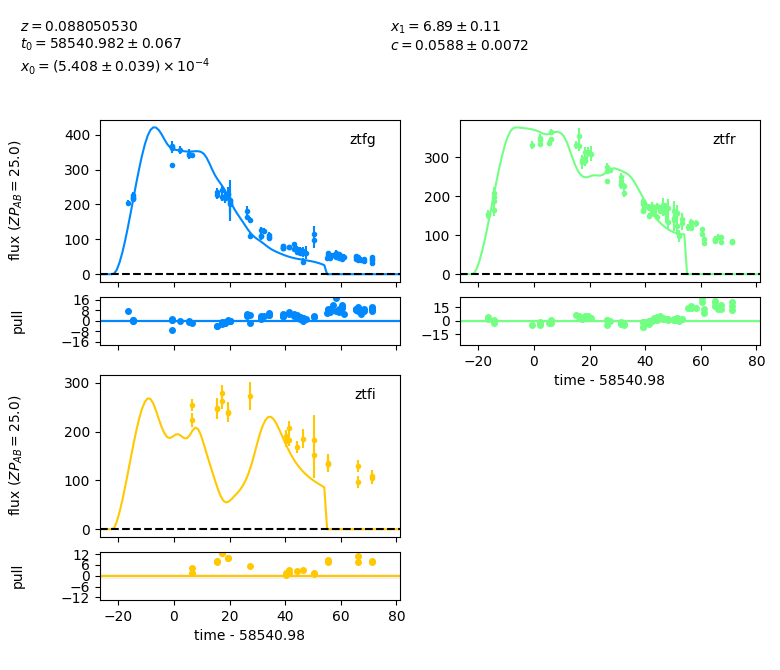 z = 0.088050530
t₀ = 58540.982 ± 0.067
x₀ = (5.408 ± 0.039) × 10⁻⁴
x₁ = 6.89 ± 0.11
c = 0.0588 ± 0.0072
flux (ZP_AB = 25.0)
400
300
200
100
0
ztfg
300
200
100
0
ztfr
pull
16
8
0
−8
−16
15
0
−15
−20
0
20
40
60
80
time - 58540.98
flux (ZP_AB = 25.0)
300
200
100
0
ztfi
pull
12
6
0
−6
−12
−20
0
20
40
60
80
time - 58540.98